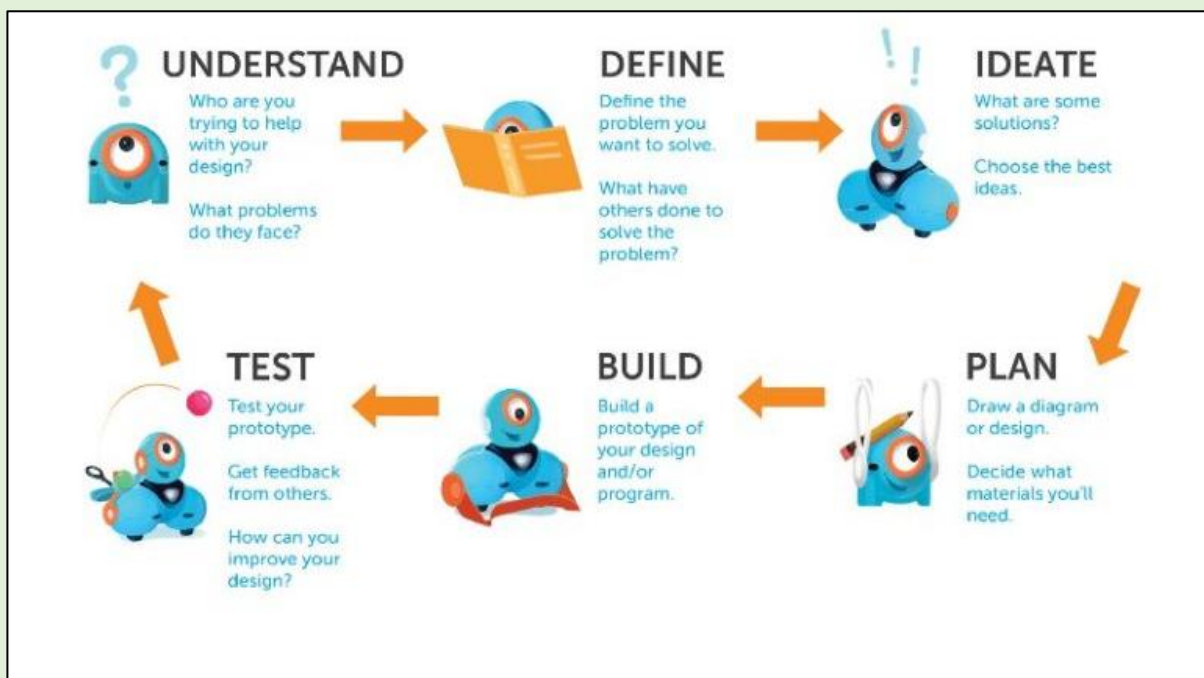 UNDERSTAND
Who are you
trying to help
with your
design?
What problems
do they face?
DEFINE
Define the
problem you
want to solve.
What have
others done to
solve the
problem?
IDEATE
What are some
solutions?
Choose the best
ideas.
PLAN
Draw a diagram
or design.
Decide what
materials you'll
need.
BUILD
Build a
prototype of
your design
and/or
program.
TEST
Test your
prototype.
Get feedback
from others.
How can you
improve your
design?